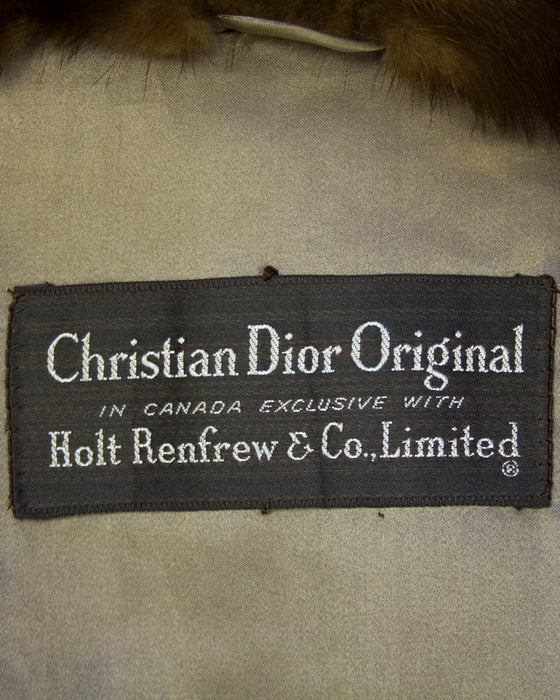 Christian Dior Original
IN CANADA EXCLUSIVE WITH
Holt Renfrew & Co., Limited
®